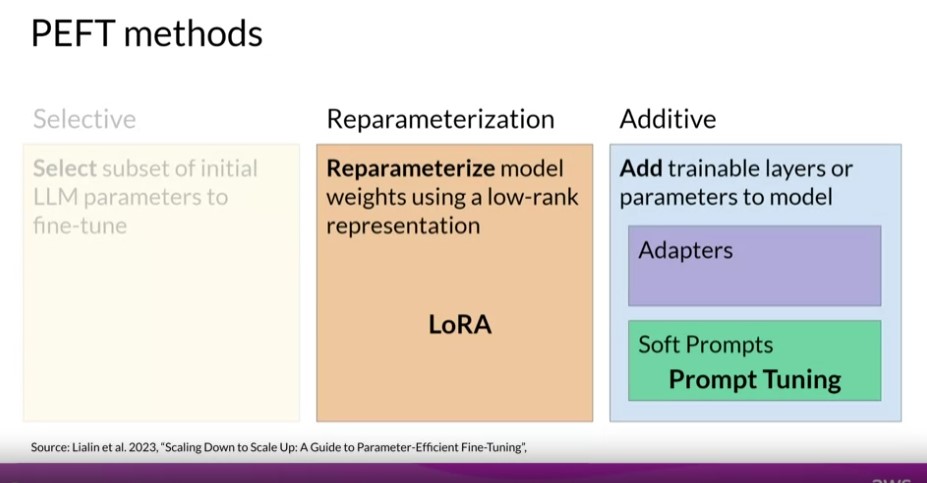 PEFT methods
Selective
Select subset of initial
LLM parameters to
fine-tune
Reparameterization
Reparameterize model
weights using a low-rank
representation
LoRA
Additive
Add trainable layers or
parameters to model
Adapters
Soft Prompts
Prompt Tuning
Source: Lialin et al. 2023, “Scaling Down to Scale Up: A Guide to Parameter-Efficient Fine-Tuning”,